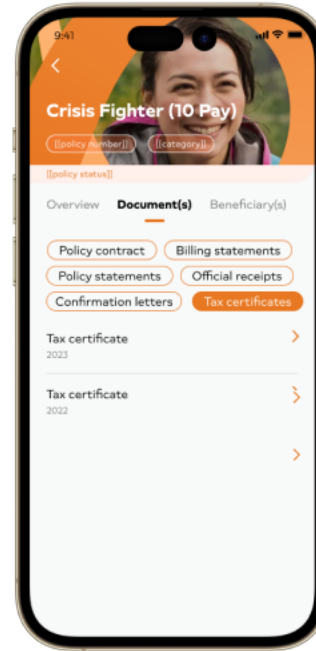 9:41
Crisis Fighter (10 Pay)
[[policy number]] [[category]]
[[policy status]]
Overview Document(s) Beneficiary(s)
Policy contract Billing statements
Policy statements Official receipts
Confirmation letters Tax certificates
Tax certificate
2023
Tax certificate
2022